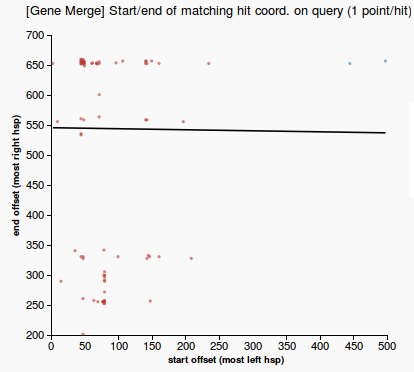 [Gene Merge] Start/end of matching hit coord. on query (1 point/hit)
end offset (most right hsp)
700
650
600
550
500
450
400
350
300
250
200
0 50 100 150 200 250 300 350 400 450 500
start offset (most left hsp)